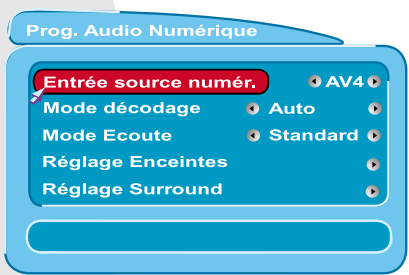 Prog. Audio Numérique
Entrée source numér. AV4
Mode décodage Auto
Mode Ecoute Standard
Réglage Enceintes
Réglage Surround